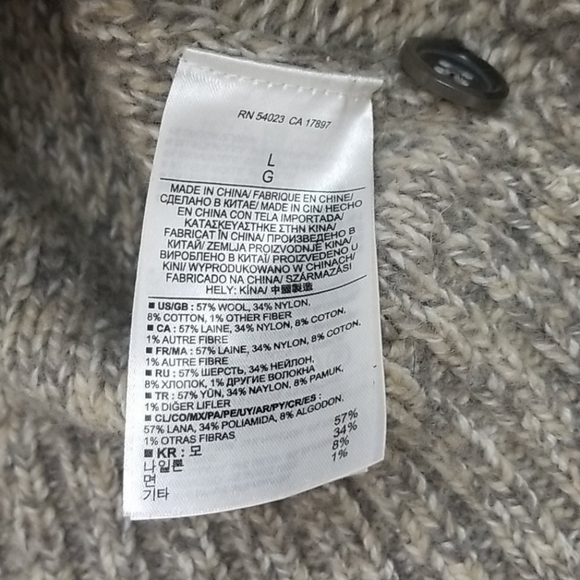 RN 54023 CA 17897
L
G
MADE IN CHINA/ FABRIQUE EN CHINE/
СДЕЛАНО В КИТАЕ/ MADE IN CIN/ HECHO
EN CHINA CON TELA IMPORTADA/
ΚΑΤΑΣΚΕΥΑΣΤΗΚΕ ΣΤΗΝ ΚΙΝΑ/
FABRICAT ÎN CHINA/ ПРОИЗВЕДЕНО В
КИТАЙ/ ZEMLJA PROIZVODNJE KINA/
ВИРОБЛЕНО В КИТАЇ/ PROIZVEDENO U
KINI/ WYPRODUKOWANO W CHINACH/
FABRICADO NA CHINA/ SZÁRMAZÁSI
HELY: KÍNA/ 中國製造
■ US/GB : 57% WOOL, 34% NYLON,
8% COTTON, 1% OTHER FIBER
■ CA : 57% LAINE, 34% NYLON, 8% COTON,
1% AUTRE FIBRE
■ FR/MA : 57% LAINE, 34% NYLON, 8% COTON,
1% AUTRE FIBRE
■ RU : 57% ШЕРСТЬ, 34% НЕЙЛОН,
8% ХЛОПОК, 1% ДРУГИЕ ВОЛОКНА
■ TR : 57% YÜN, 34% NAYLON, 8% PAMUK,
1% DİĞER LIFLER
■ CL/CO/MX/PA/PE/UY/AR/PY/CR/ES :
57% LANA, 34% POLIAMIDA, 8% ALGODON,
1% OTRAS FIBRAS
■ KR : 모 57%
나일론 34%
면 8%
기타 1%